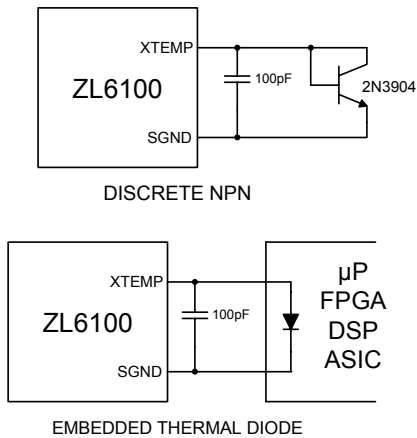 XTEMP
ZL6100
100pF
2N3904
SGND
DISCRETE NPN
XTEMP
µP
FPGA
ZL6100
100pF
DSP
ASIC
SGND
EMBEDDED THERMAL DIODE